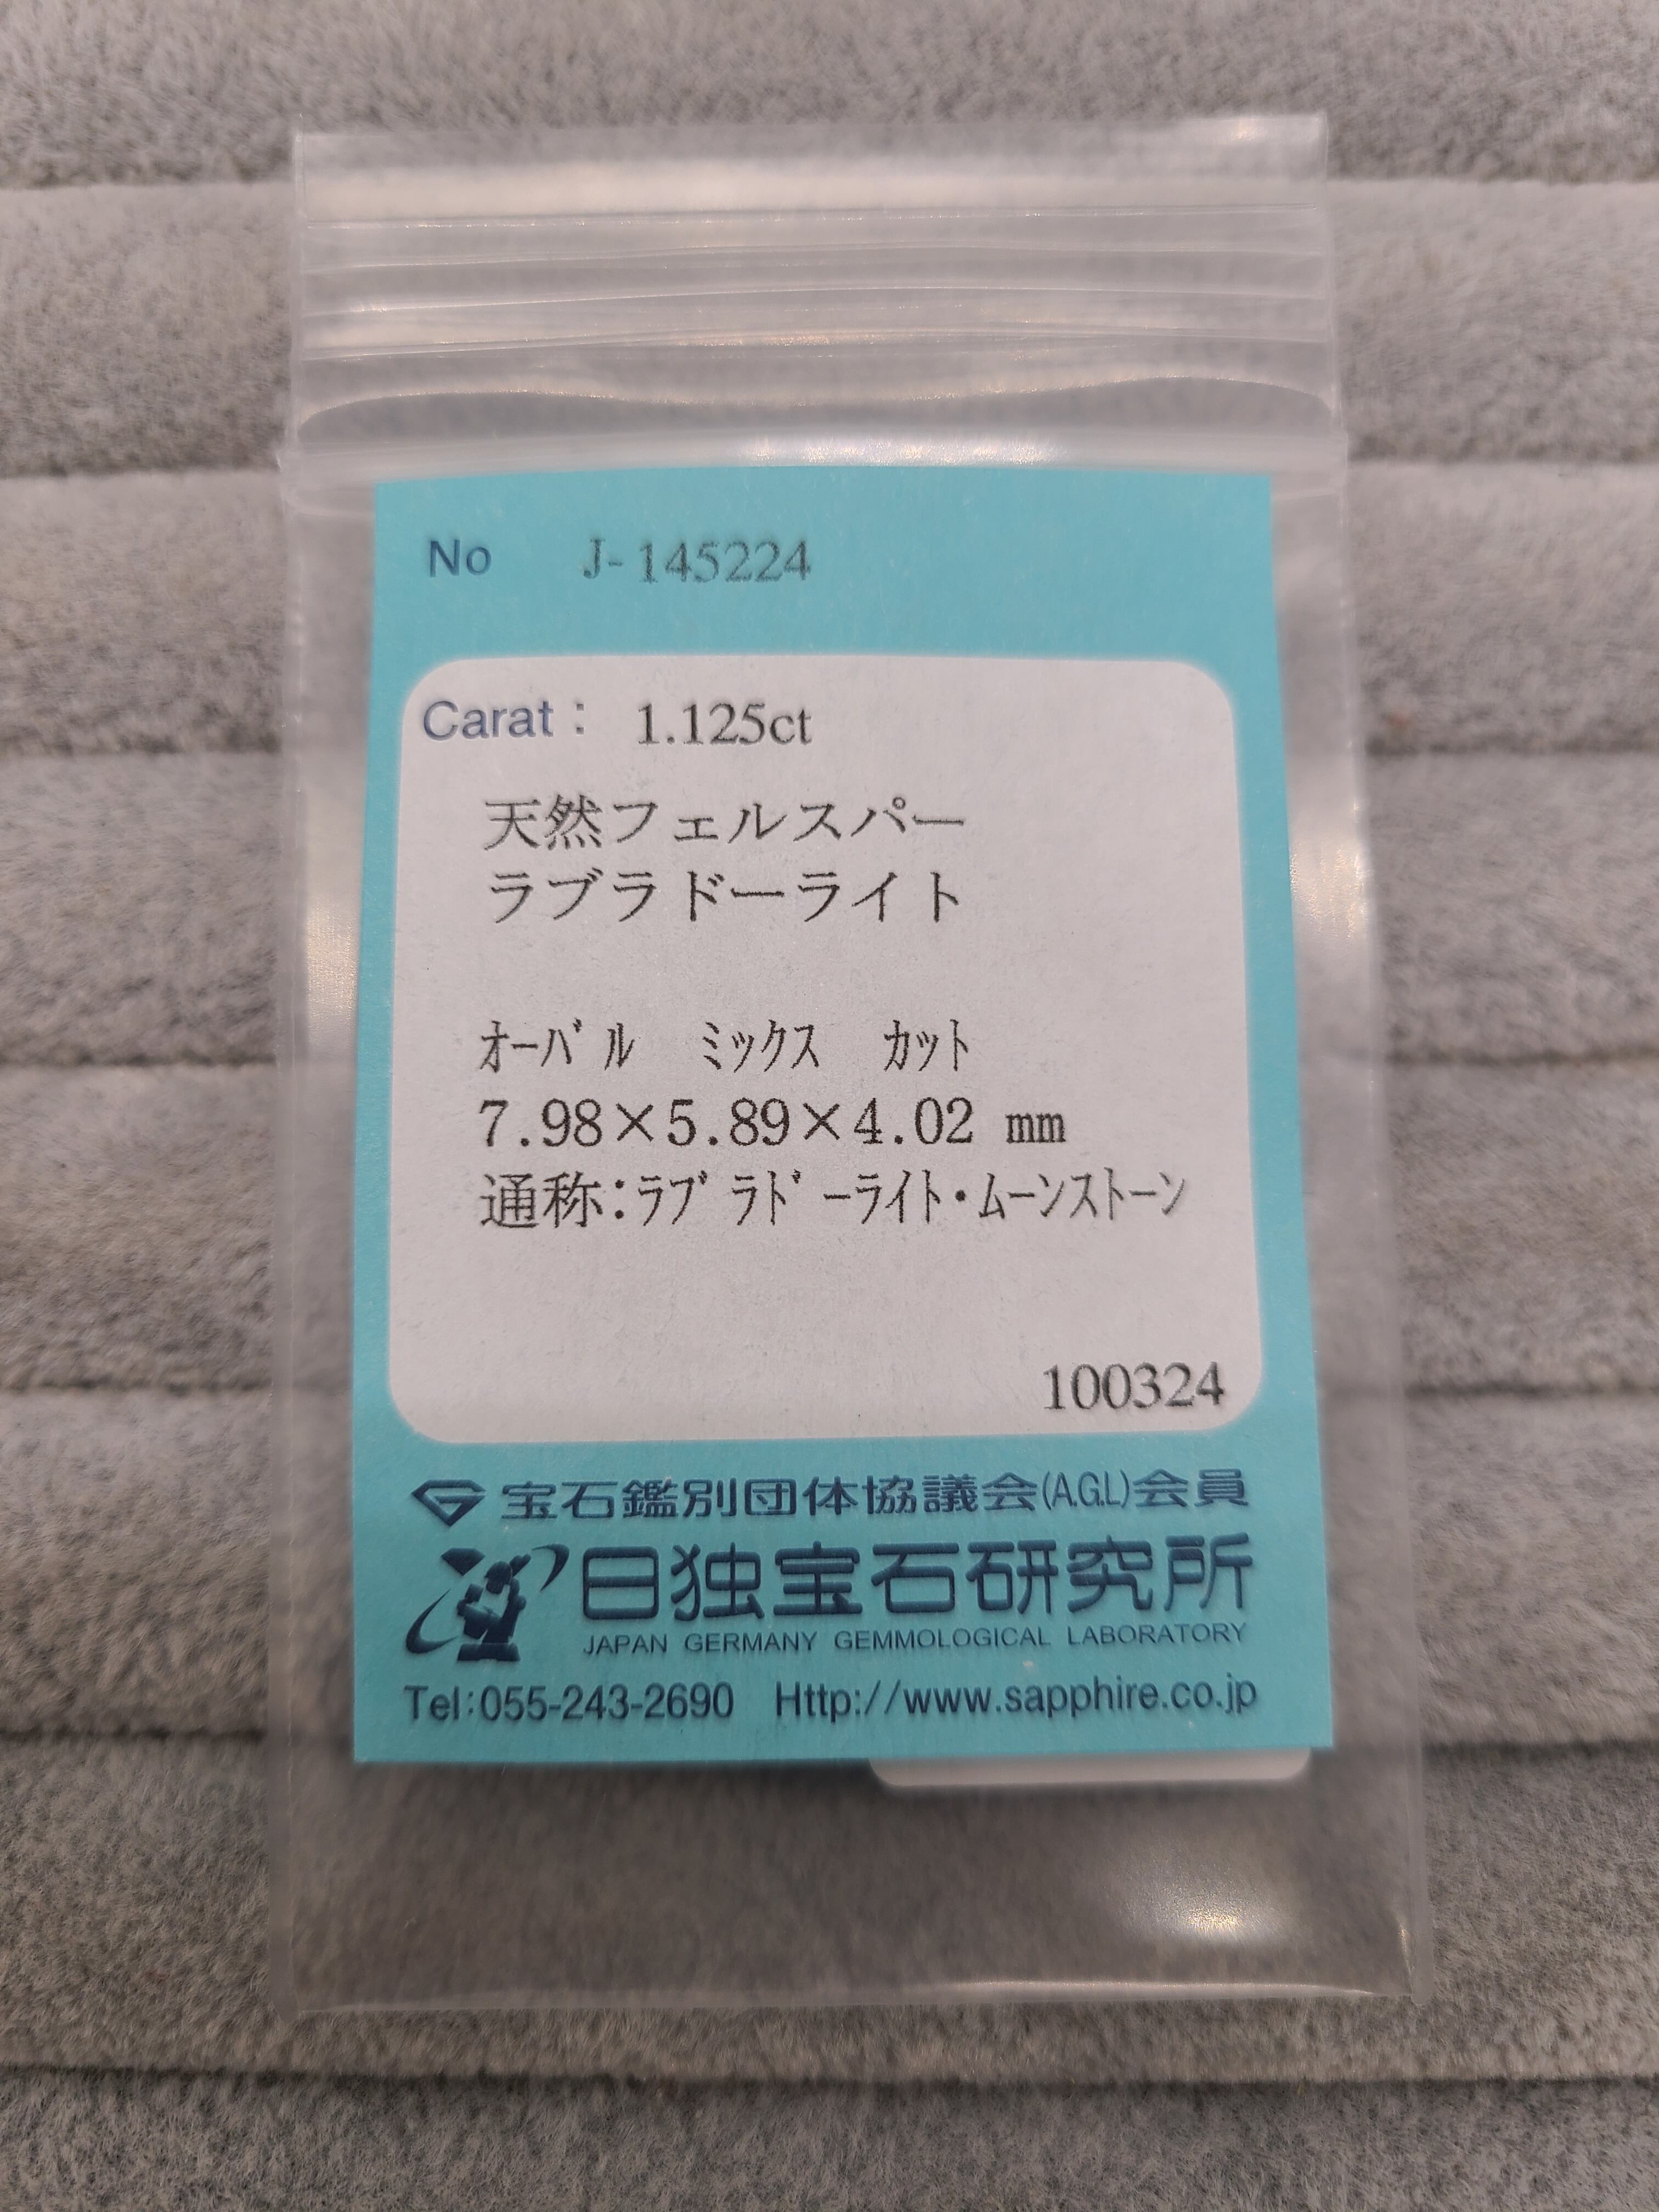 No J-145224
Carat: 1.125ct
天然フェルスパー
ラブラドーライト
ｵｰﾊﾞﾙ ﾐｯｸｽ ｶｯﾄ
7.98×5.89×4.02 mm
通称:ﾗﾌﾞﾗﾄﾞｰﾗｲﾄ・ﾑｰﾝｽﾄｰﾝ
100324
宝石鑑別団体協議会(A.G.L)会員
日独宝石研究所
JAPAN GERMANY GEMMOLOGICAL LABORATORY
Tel:055-243-2690 Http://www.sapphire.co.jp